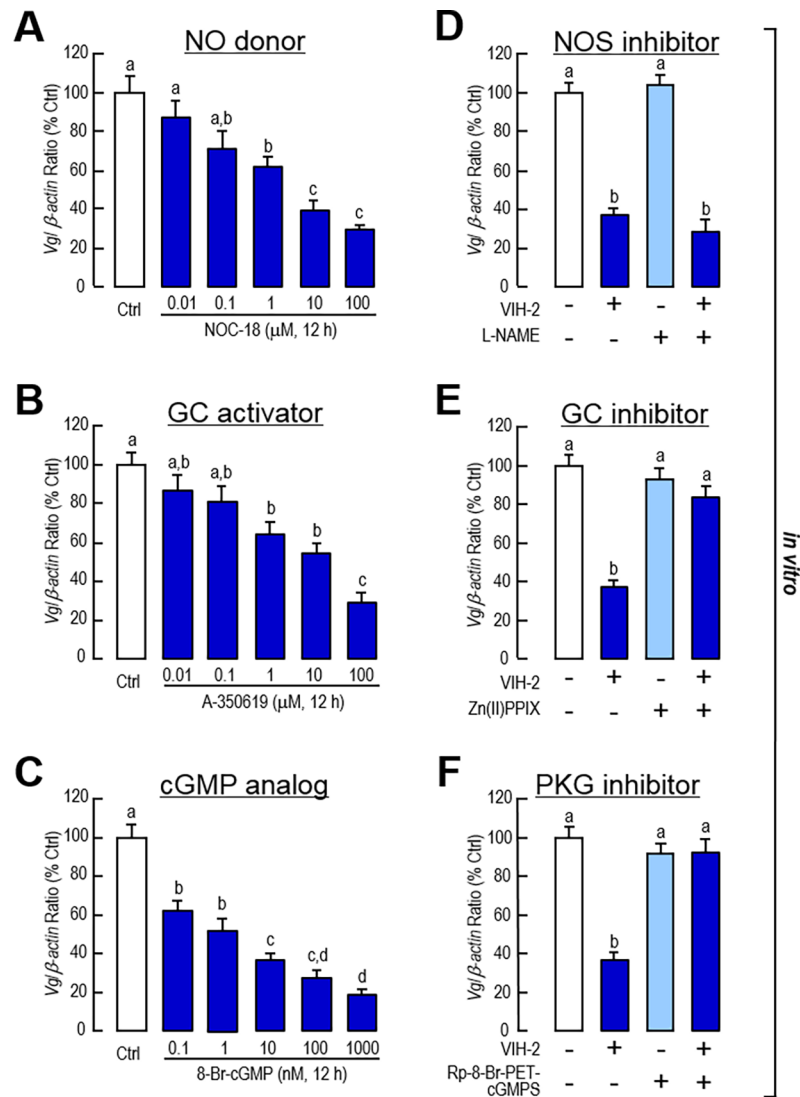 A
NO donor
Vg/ β-actin Ratio (% Ctrl)
120
100
80
60
40
20
0
a
a
a,b
b
c
c
Ctrl
0.01 0.1 1 10 100
NOC-18 (μM, 12 h)
B
GC activator
Vg/β-actin Ratio (% Ctrl)
120
100
80
60
40
20
0
a
a,b
a,b
b
b
c
Ctrl
0.01 0.1 1 10 100
A-350619 (μM, 12 h)
C
cGMP analog
Vg/β-actin Ratio (% Ctrl)
120
100
80
60
40
20
0
a
b
b
c
c,d
d
Ctrl
0.1 1 10 100 1000
8-Br-cGMP (nM, 12 h)
D
NOS inhibitor
Vg/ β-actin Ratio (% Ctrl)
120
100
80
60
40
20
0
a
b
a
b
VIH-2 - + - +
L-NAME - - + +
E
GC inhibitor
Vg/β-actin Ratio (% Ctrl)
120
100
80
60
40
20
0
a
b
a
a
VIH-2 - + - +
Zn(II)PPIX - - + +
F
PKG inhibitor
Vg/β-actin Ratio (% Ctrl)
120
100
80
60
40
20
0
a
b
a
a
VIH-2 - + - +
Rp-8-Br-PET-
cGMPS - - + +
in vitro